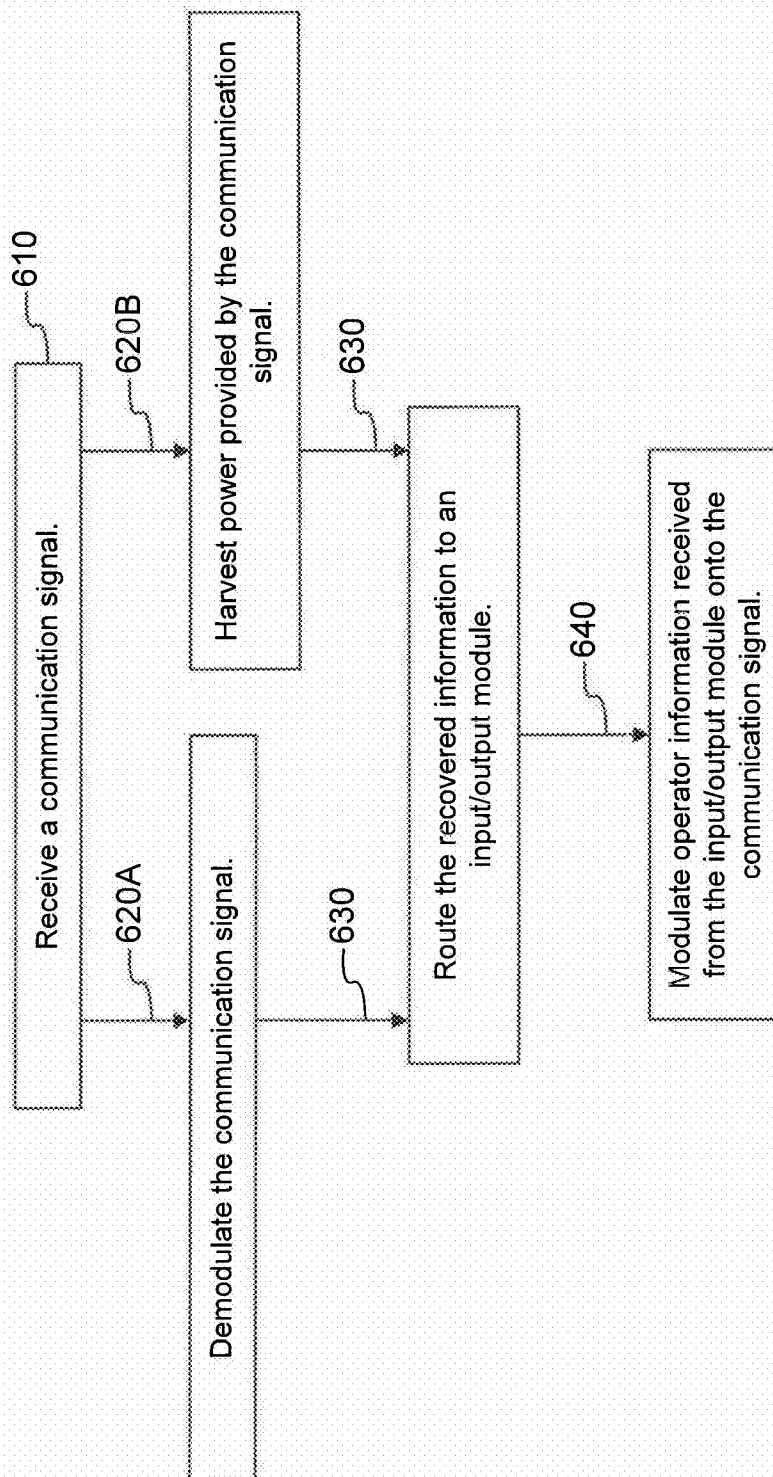 Receive a communication signal.
610
620A
620B
Demodulate the communication signal.
Harvest power provided by the communication
signal.
630
630
Route the recovered information to an
input/output module.
640
Modulate operator information received
from the input/output module onto the
communication signal.